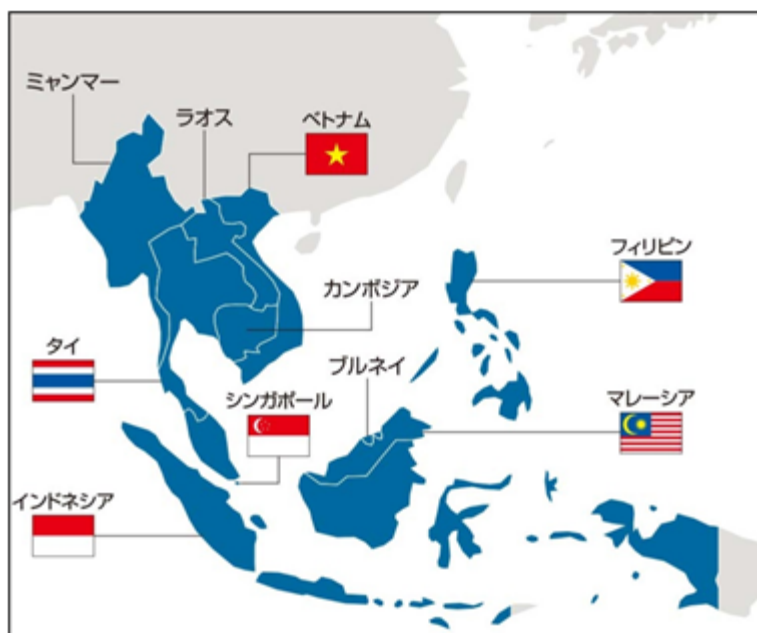 ミャンマー
ラオス
ベトナム
フィリピン
カンボジア
タイ
ブルネイ
シンガポール
マレーシア
インドネシア